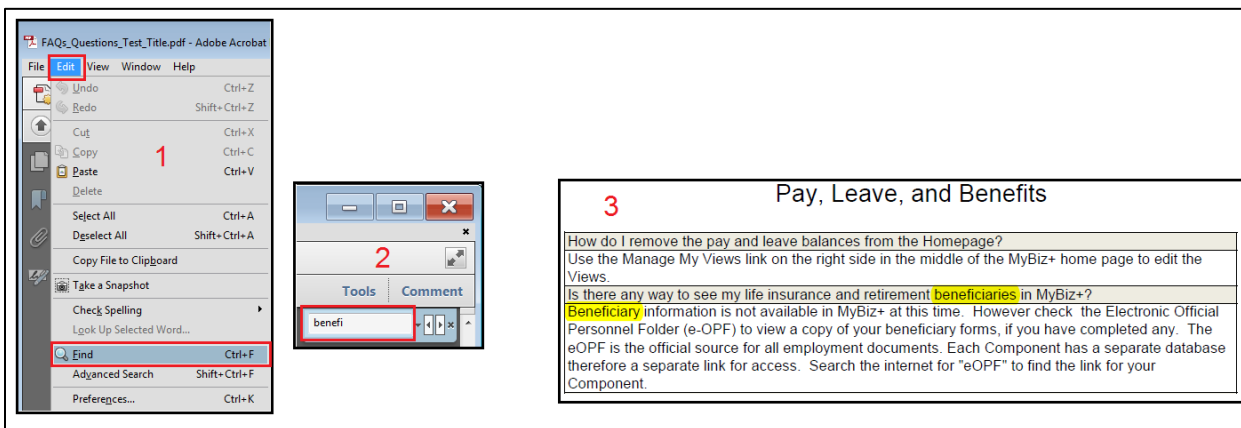 FAQs_Questions_Test_Title.pdf - Adobe Acrobat
File Edit View Window Help
Undo Ctrl+Z
Redo Shift+Ctrl+Z
Cut Ctrl+X
1
Copy Ctrl+C
Paste Ctrl+V
Delete
Select All Ctrl+A
Deselect All Shift+Ctrl+A
Copy File to Clipboard
Take a Snapshot
Check Spelling
Look Up Selected Word...
Find Ctrl+F
Advanced Search Shift+Ctrl+F
Preferences... Ctrl+K
2
Tools Comment
benefi
3
Pay, Leave, and Benefits
How do I remove the pay and leave balances from the Homepage?
Use the Manage My Views link on the right side in the middle of the MyBiz+ home page to edit the
Views.
Is there any way to see my life insurance and retirement beneficiaries in MyBiz+?
Beneficiary information is not available in MyBiz+ at this time. However check the Electronic Official
Personnel Folder (e-OPF) to view a copy of your beneficiary forms, if you have completed any. The
eOPF is the official source for all employment documents. Each Component has a separate database
therefore a separate link for access. Search the internet for "eOPF" to find the link for your
Component.